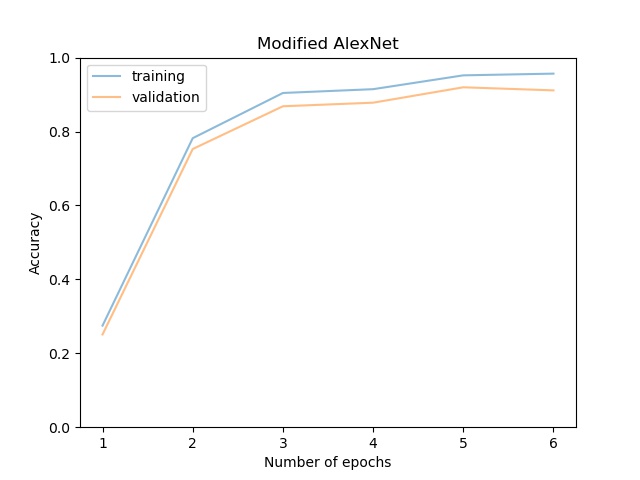 Modified AlexNet
training
validation
Accuracy
1.0
0.8
0.6
0.4
0.2
0.0
1 2 3 4 5 6
Number of epochs